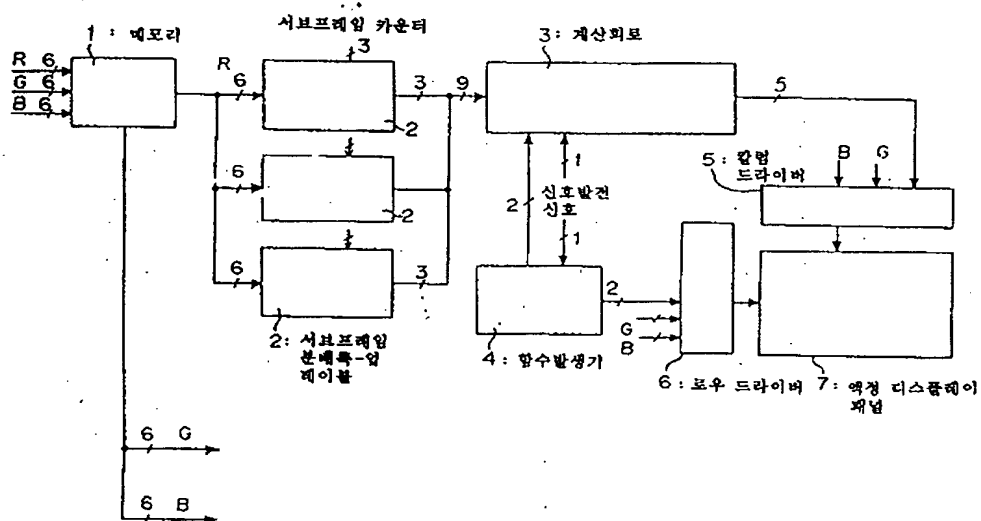 1: 메모리
서브프레임 카운터
3: 계산회로
R 6
G 6
B 6
R
6
3
3
9
5
2
6
2
6
3
2: 서브프레임
분배룩-업
테이블
1
2
신호발전
신호
1
2
G
B
4: 함수발생기
5: 칼럼
드라이버
B G
6: 로우 드라이버
7: 액정 디스플레이
패널
6 G
6 B